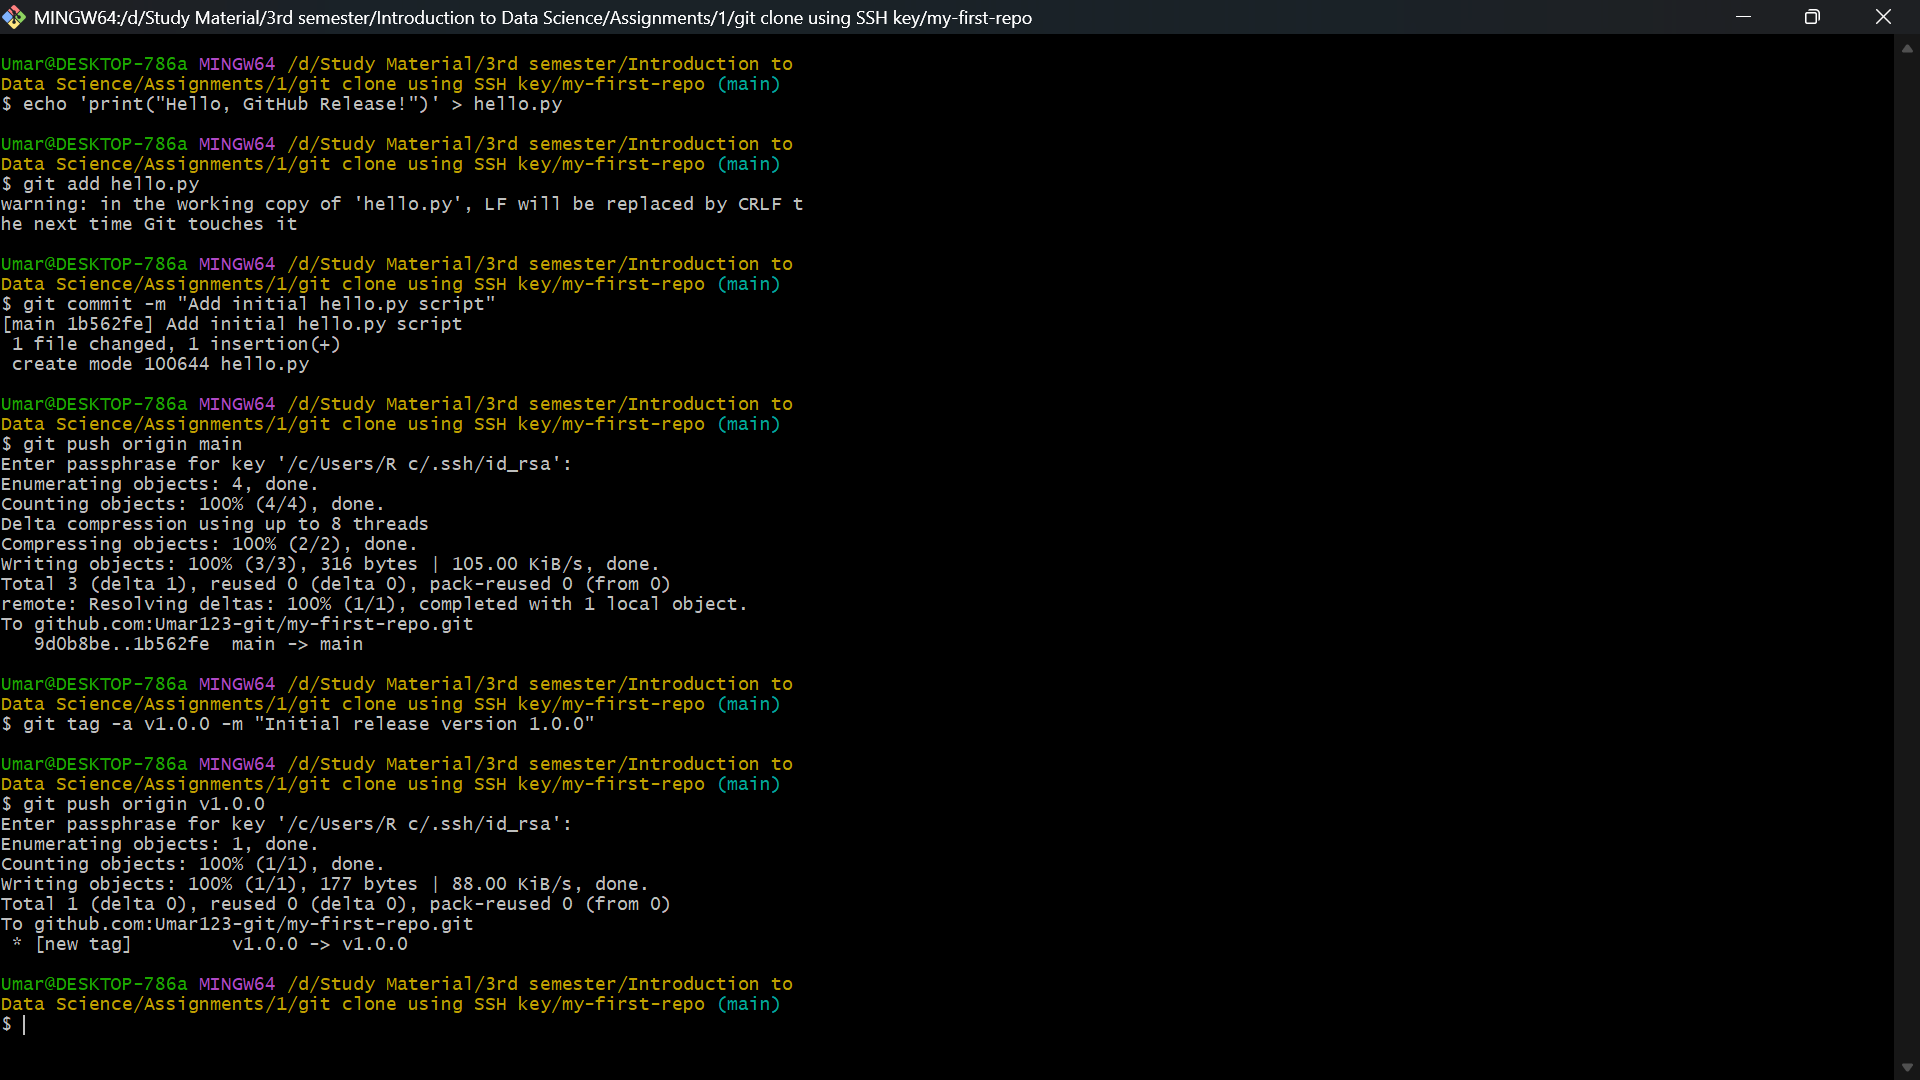 MINGW64:/d/Study Material/3rd semester/Introduction to Data Science/Assignments/1/git clone using SSH key/my-first-repo
Umar@DESKTOP-786a MINGW64 /d/Study Material/3rd semester/Introduction to
Data Science/Assignments/1/git clone using SSH key/my-first-repo (main)
$ echo 'print("Hello, GitHub Release!")' > hello.py
Umar@DESKTOP-786a MINGW64 /d/Study Material/3rd semester/Introduction to
Data Science/Assignments/1/git clone using SSH key/my-first-repo (main)
$ git add hello.py
warning: in the working copy of 'hello.py', LF will be replaced by CRLF t
he next time Git touches it
Umar@DESKTOP-786a MINGW64 /d/Study Material/3rd semester/Introduction to
Data Science/Assignments/1/git clone using SSH key/my-first-repo (main)
$ git commit -m "Add initial hello.py script"
[main 1b562fe] Add initial hello.py script
 1 file changed, 1 insertion(+)
 create mode 100644 hello.py
Umar@DESKTOP-786a MINGW64 /d/Study Material/3rd semester/Introduction to
Data Science/Assignments/1/git clone using SSH key/my-first-repo (main)
$ git push origin main
Enter passphrase for key '/c/Users/R c/.ssh/id_rsa':
Enumerating objects: 4, done.
Counting objects: 100% (4/4), done.
Delta compression using up to 8 threads
Compressing objects: 100% (2/2), done.
Writing objects: 100% (3/3), 316 bytes | 105.00 KiB/s, done.
Total 3 (delta 1), reused 0 (delta 0), pack-reused 0 (from 0)
remote: Resolving deltas: 100% (1/1), completed with 1 local object.
To github.com:Umar123-git/my-first-repo.git
   9d0b8be..1b562fe  main -> main
Umar@DESKTOP-786a MINGW64 /d/Study Material/3rd semester/Introduction to
Data Science/Assignments/1/git clone using SSH key/my-first-repo (main)
$ git tag -a v1.0.0 -m "Initial release version 1.0.0"
Umar@DESKTOP-786a MINGW64 /d/Study Material/3rd semester/Introduction to
Data Science/Assignments/1/git clone using SSH key/my-first-repo (main)
$ git push origin v1.0.0
Enter passphrase for key '/c/Users/R c/.ssh/id_rsa':
Enumerating objects: 1, done.
Counting objects: 100% (1/1), done.
Writing objects: 100% (1/1), 177 bytes | 88.00 KiB/s, done.
Total 1 (delta 0), reused 0 (delta 0), pack-reused 0 (from 0)
To github.com:Umar123-git/my-first-repo.git
 * [new tag]         v1.0.0 -> v1.0.0
Umar@DESKTOP-786a MINGW64 /d/Study Material/3rd semester/Introduction to
Data Science/Assignments/1/git clone using SSH key/my-first-repo (main)
$